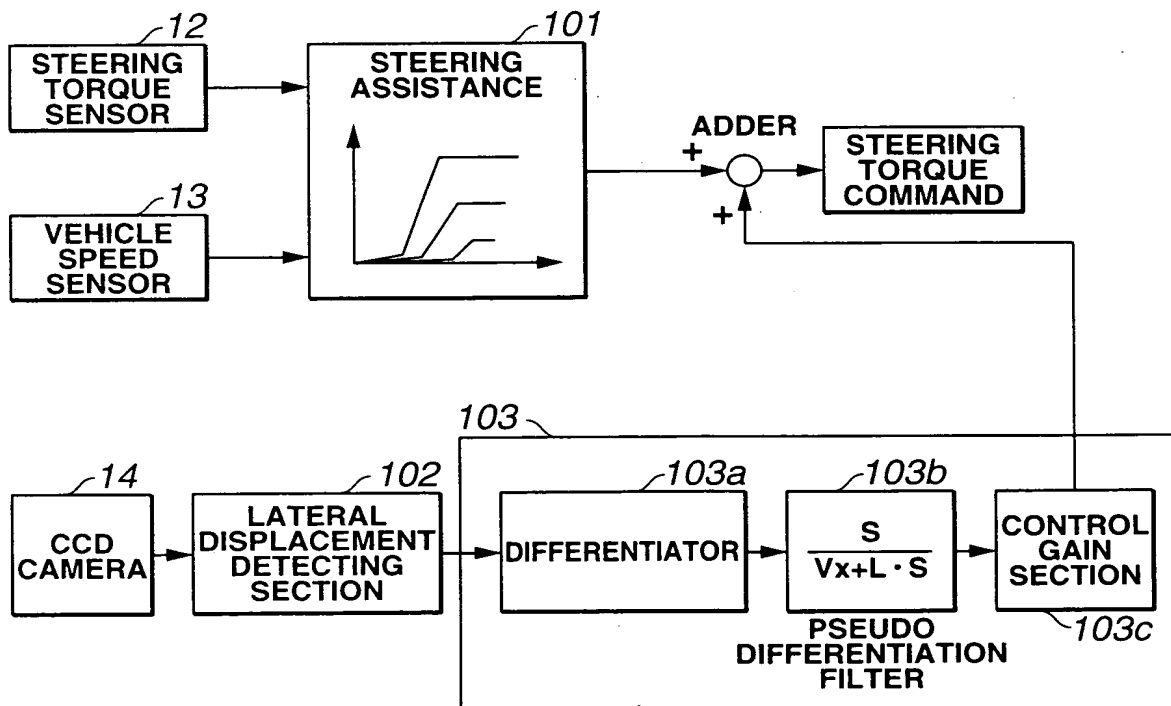 12
STEERING
TORQUE
SENSOR
13
VEHICLE
SPEED
SENSOR
101
STEERING
ASSISTANCE
ADDER
+
+
STEERING
TORQUE
COMMAND
103
14
CCD
CAMERA
102
LATERAL
DISPLACEMENT
DETECTING
SECTION
103a
DIFFERENTIATOR
103b
S
Vx+L · S
PSEUDO
DIFFERENTIATION
FILTER
CONTROL
GAIN
SECTION
103c